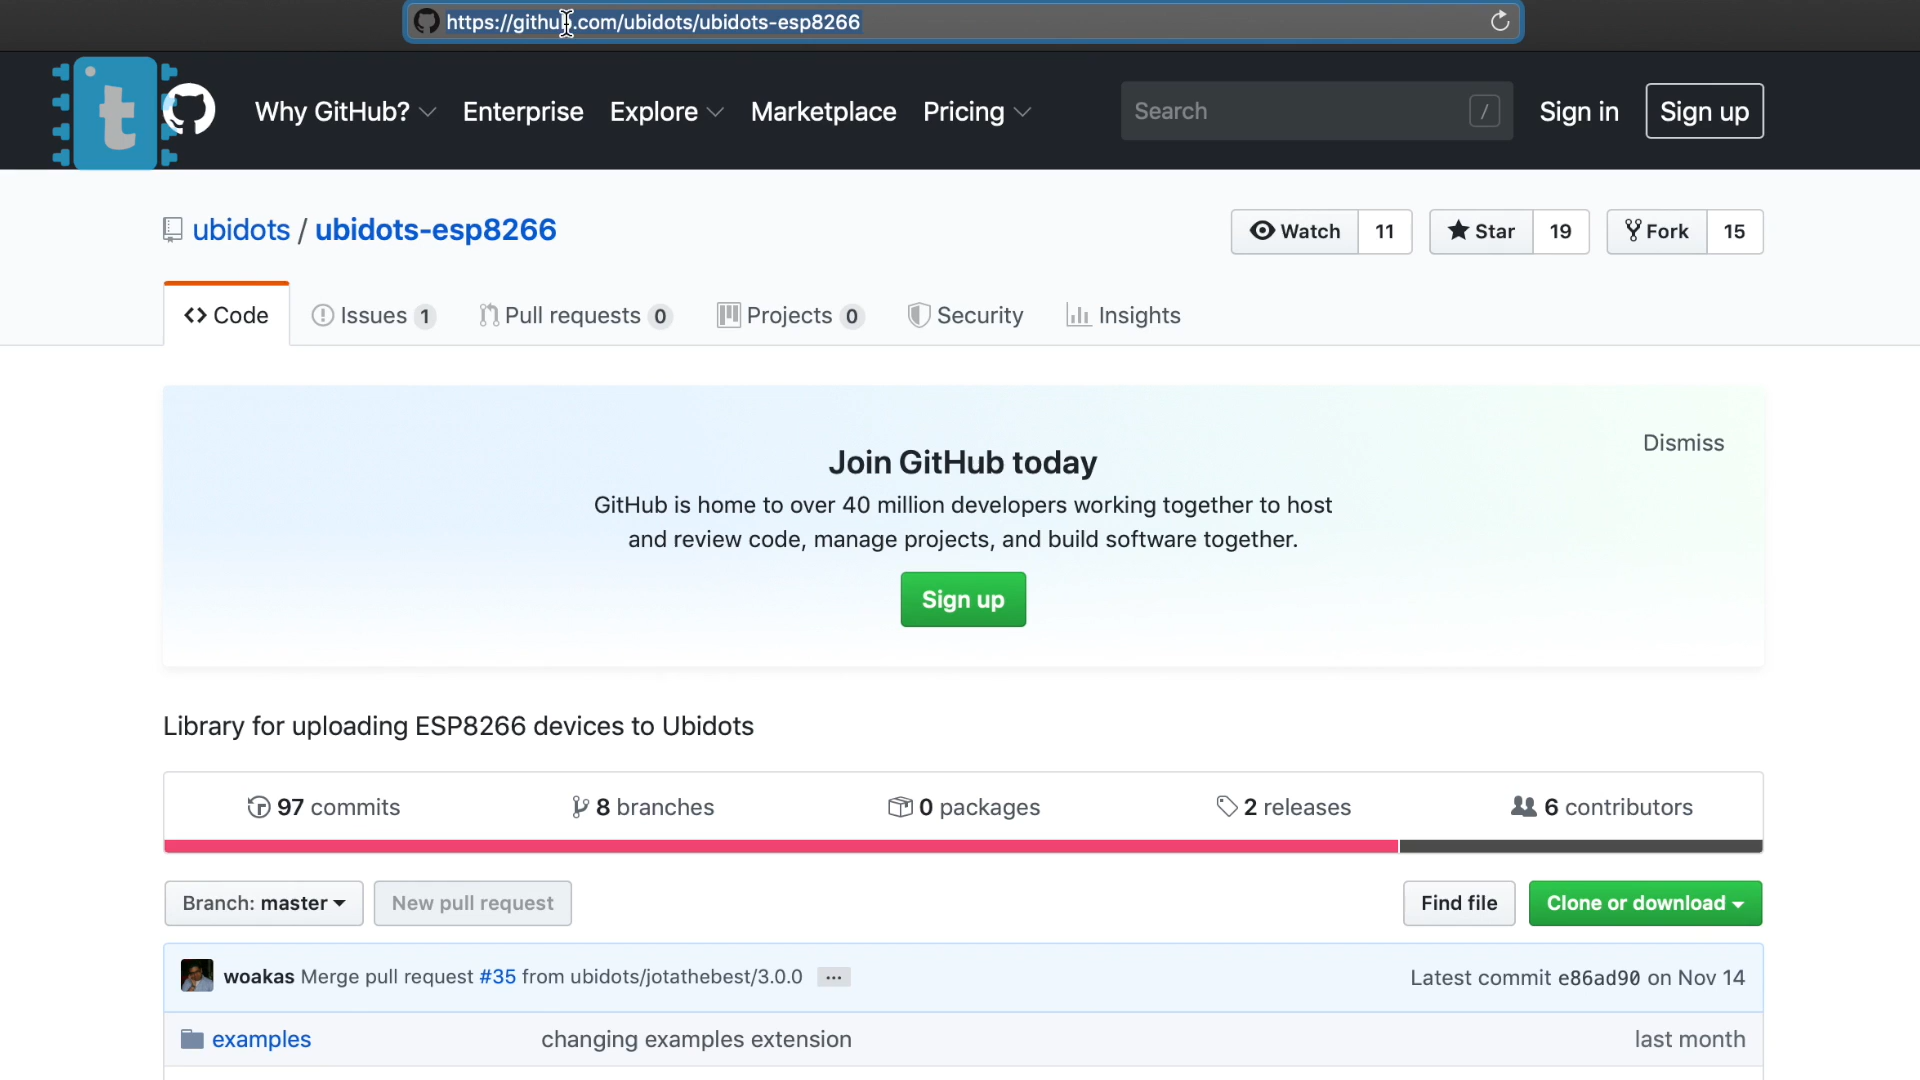 https://github.com/ubidots/ubidots-esp8266
t
Why GitHub? Enterprise Explore Marketplace Pricing Search / Sign in Sign up
ubidots / ubidots-esp8266
Watch 11 Star 19 Fork 15
<> Code Issues 1 Pull requests 0 Projects 0 Security Insights
Dismiss
Join GitHub today
GitHub is home to over 40 million developers working together to host
and review code, manage projects, and build software together.
Sign up
Library for uploading ESP8266 devices to Ubidots
97 commits 8 branches 0 packages 2 releases 6 contributors
Branch: master New pull request Find file Clone or download
woakas Merge pull request #35 from ubidots/jotathebest/3.0.0 ... Latest commit e86ad90 on Nov 14
examples changing examples extension last month